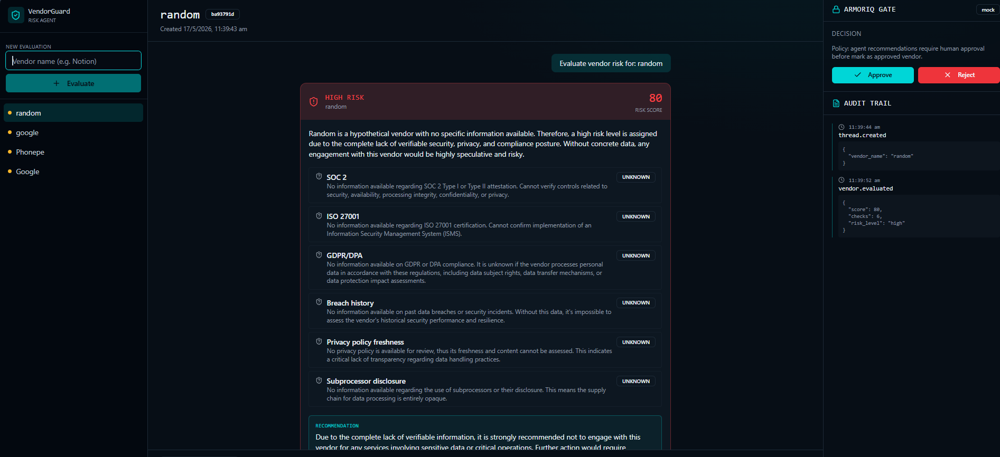 VendorGuard
RISK AGENT
NEW EVALUATION
Vendor name (e.g. Notion)
+ Evaluate
random
google
Phonepe
Google
random ba93791d
Created 17/5/2026, 11:39:43 am
Evaluate vendor risk for: random
HIGH RISK
random
80
RISK SCORE
Random is a hypothetical vendor with no specific information available. Therefore, a high risk level is assigned
due to the complete lack of verifiable security, privacy, and compliance posture. Without concrete data, any
engagement with this vendor would be highly speculative and risky.
SOC 2 UNKNOWN
No information available regarding SOC 2 Type I or Type II attestation. Cannot verify controls related to
security, availability, processing integrity, confidentiality, or privacy.
ISO 27001 UNKNOWN
No information available regarding ISO 27001 certification. Cannot confirm implementation of an
Information Security Management System (ISMS).
GDPR/DPA UNKNOWN
No information available on GDPR or DPA compliance. It is unknown if the vendor processes personal
data in accordance with these regulations, including data subject rights, data transfer mechanisms, or
data protection impact assessments.
Breach history UNKNOWN
No information available on past data breaches or security incidents. Without this data, it's impossible to
assess the vendor's historical security performance and resilience.
Privacy policy freshness UNKNOWN
No privacy policy is available for review, thus its freshness and content cannot be assessed. This indicates
a critical lack of transparency regarding data handling practices.
Subprocessor disclosure UNKNOWN
No information available regarding the use of subprocessors or their disclosure. This means the supply
chain for data processing is entirely opaque.
RECOMMENDATION
Due to the complete lack of verifiable information, it is strongly recommended not to engage with this
vendor for any services involving sensitive data or critical operations. Further action would require
ARMORIQ GATE mock
DECISION
Policy: agent recommendations require human approval
before mark as approved vendor.
Approve Reject
AUDIT TRAIL
11:39:44 am
thread.created
{
"vendor_name": "random"
}
11:39:52 am
vendor.evaluated
{
"score": 80,
"checks": 6,
"risk_level": "high"
}